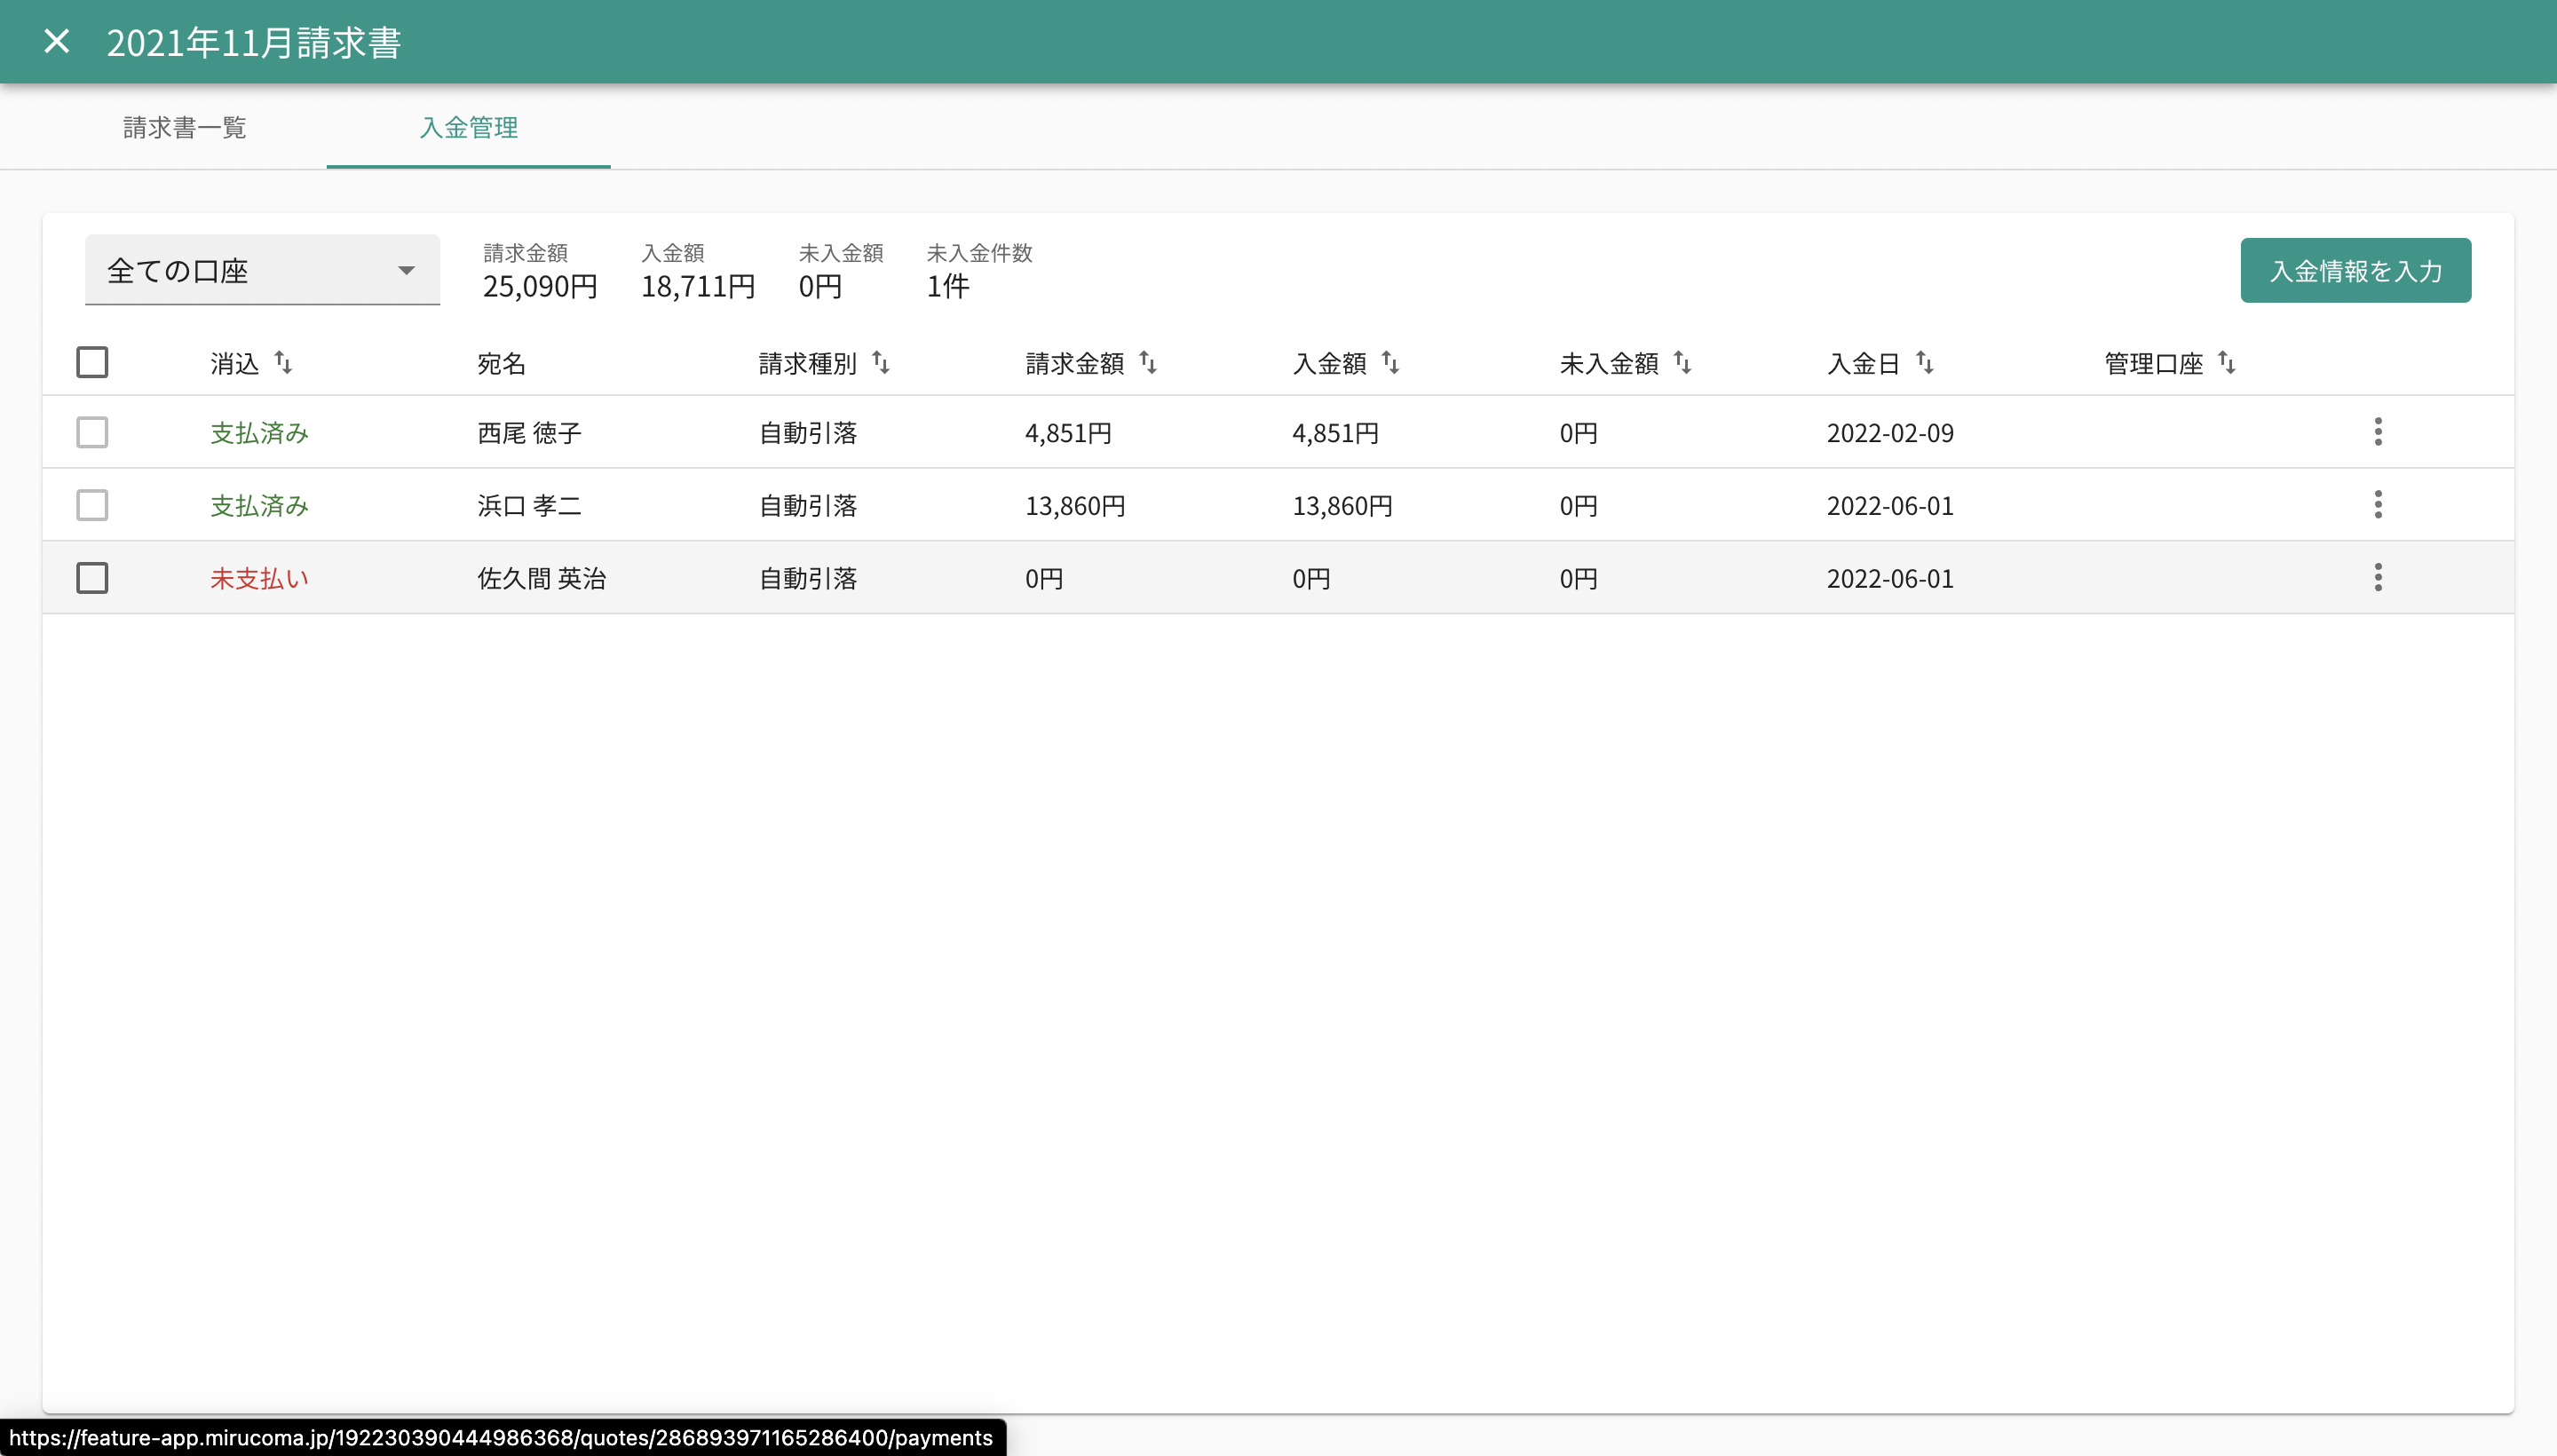 2021年11月請求書
請求書一覧 入金管理
全ての口座
請求金額 入金額 未入金額 未入金件数
25,090円 18,711円 0円 1件
入金情報を入力
消込 宛名 請求種別 請求金額 入金額 未入金額 入金日 管理口座
支払済み 西尾 徳子 自動引落 4,851円 4,851円 0円 2022-02-09
支払済み 浜口 孝二 自動引落 13,860円 13,860円 0円 2022-06-01
未支払い 佐久間 英治 自動引落 0円 0円 0円 2022-06-01
https://feature-app.mirucoma.jp/192230390444986368/quotes/286893971165286400/payments